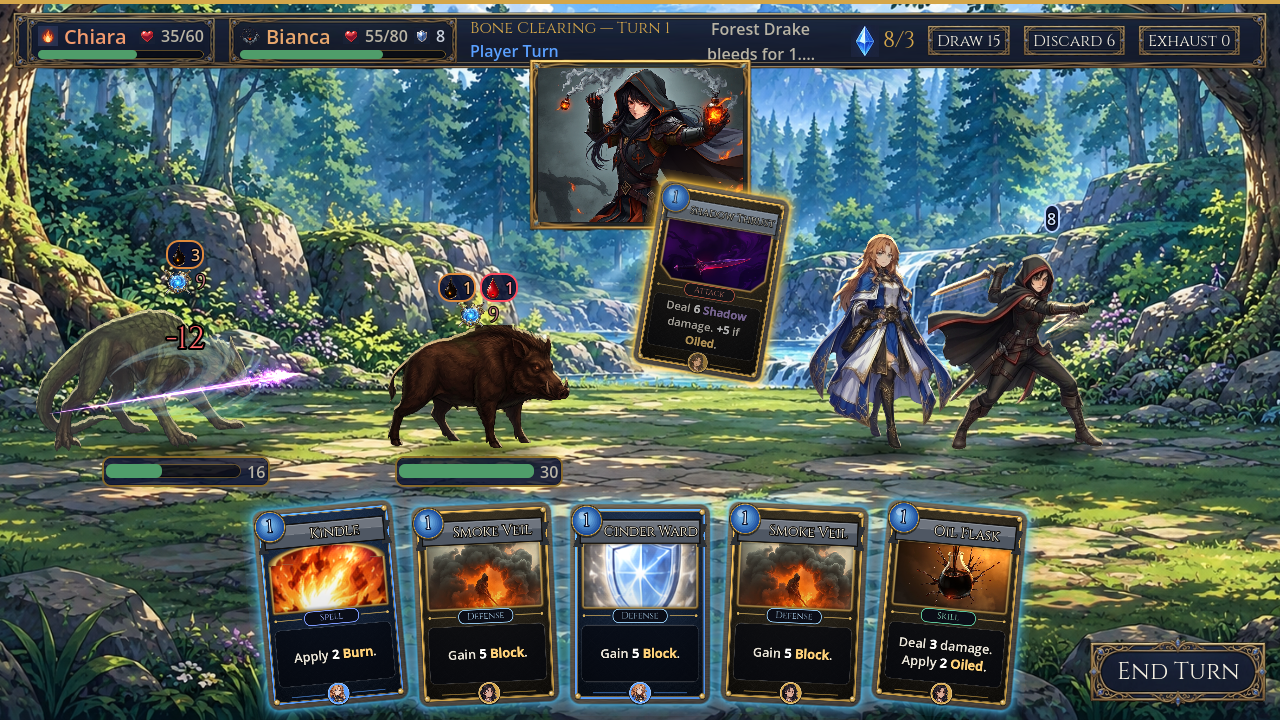 Chiara 35/60
Bianca 55/80 8
Bone Clearing — Turn 1
Player Turn
Forest Drake
bleeds for 1....
8/3
Draw 15
Discard 6
Exhaust 0
1
Shadow Thrust
Attack
Deal 6 Shadow
damage. +5 if
Oiled.
8
3
9
-12
1 1
9
16
30
1
Kindle
Spell
Apply 2 Burn.
1
Smoke Veil
Defense
Gain 5 Block.
1
Cinder Ward
Defense
Gain 5 Block.
1
Smoke Veil
Defense
Gain 5 Block.
1
Oil Flask
Skill
Deal 3 damage.
Apply 2 Oiled.
End Turn